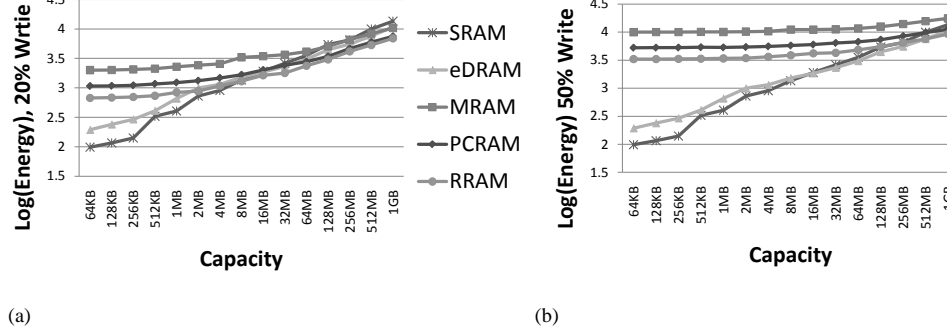 Log(Energy), 20% Wrtie
4.5
4
3.5
3
2.5
2
1.5
64KB
128KB
256KB
512KB
1MB
2MB
4MB
8MB
16MB
32MB
64MB
128MB
256MB
512MB
1GB
Capacity
SRAM
eDRAM
MRAM
PCRAM
RRAM
(a)
Log(Energy) 50% Write
4.5
4
3.5
3
2.5
2
1.5
64KB
128KB
256KB
512KB
1MB
2MB
4MB
8MB
16MB
32MB
64MB
128MB
256MB
512MB
1GB
Capacity
(b)